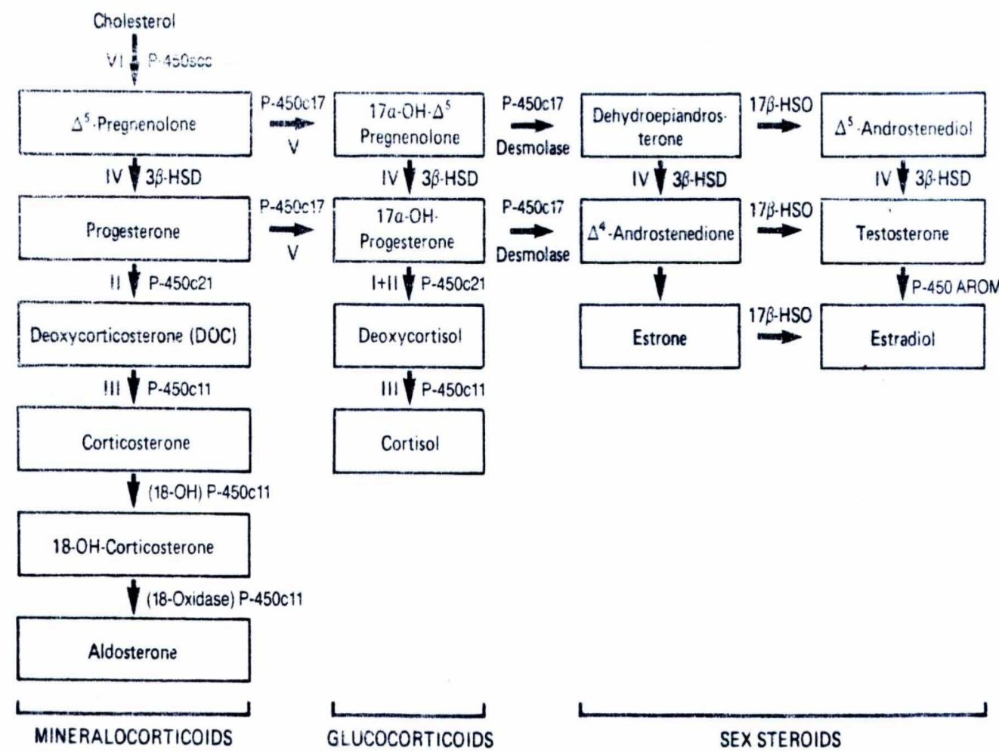 Cholesterol
VI P-450scc
Δ⁵-Pregnenolone
P-450c17
V
17α-OH-Δ⁵
Pregnenolone
P-450c17
Desmolase
Dehydroepiandros-
terone
17β-HSO
Δ⁵-Androstenediol
IV 3β-HSD
IV 3β-HSD
IV 3β-HSD
IV 3β-HSD
Progesterone
P-450c17
V
17α-OH-
Progesterone
P-450c17
Desmolase
Δ⁴-Androstenedione
17β-HSO
Testosterone
II P-450c21
I+II P-450c21
P-450 AROM
Deoxycorticosterone (DOC)
Deoxycortisol
Estrone
17β-HSO
Estradiol
III P-450c11
III P-450c11
Corticosterone
Cortisol
(18-OH) P-450c11
18-OH-Corticosterone
(18-Oxidase) P-450c11
Aldosterone
MINERALOCORTICOIDS
GLUCOCORTICOIDS
SEX STEROIDS